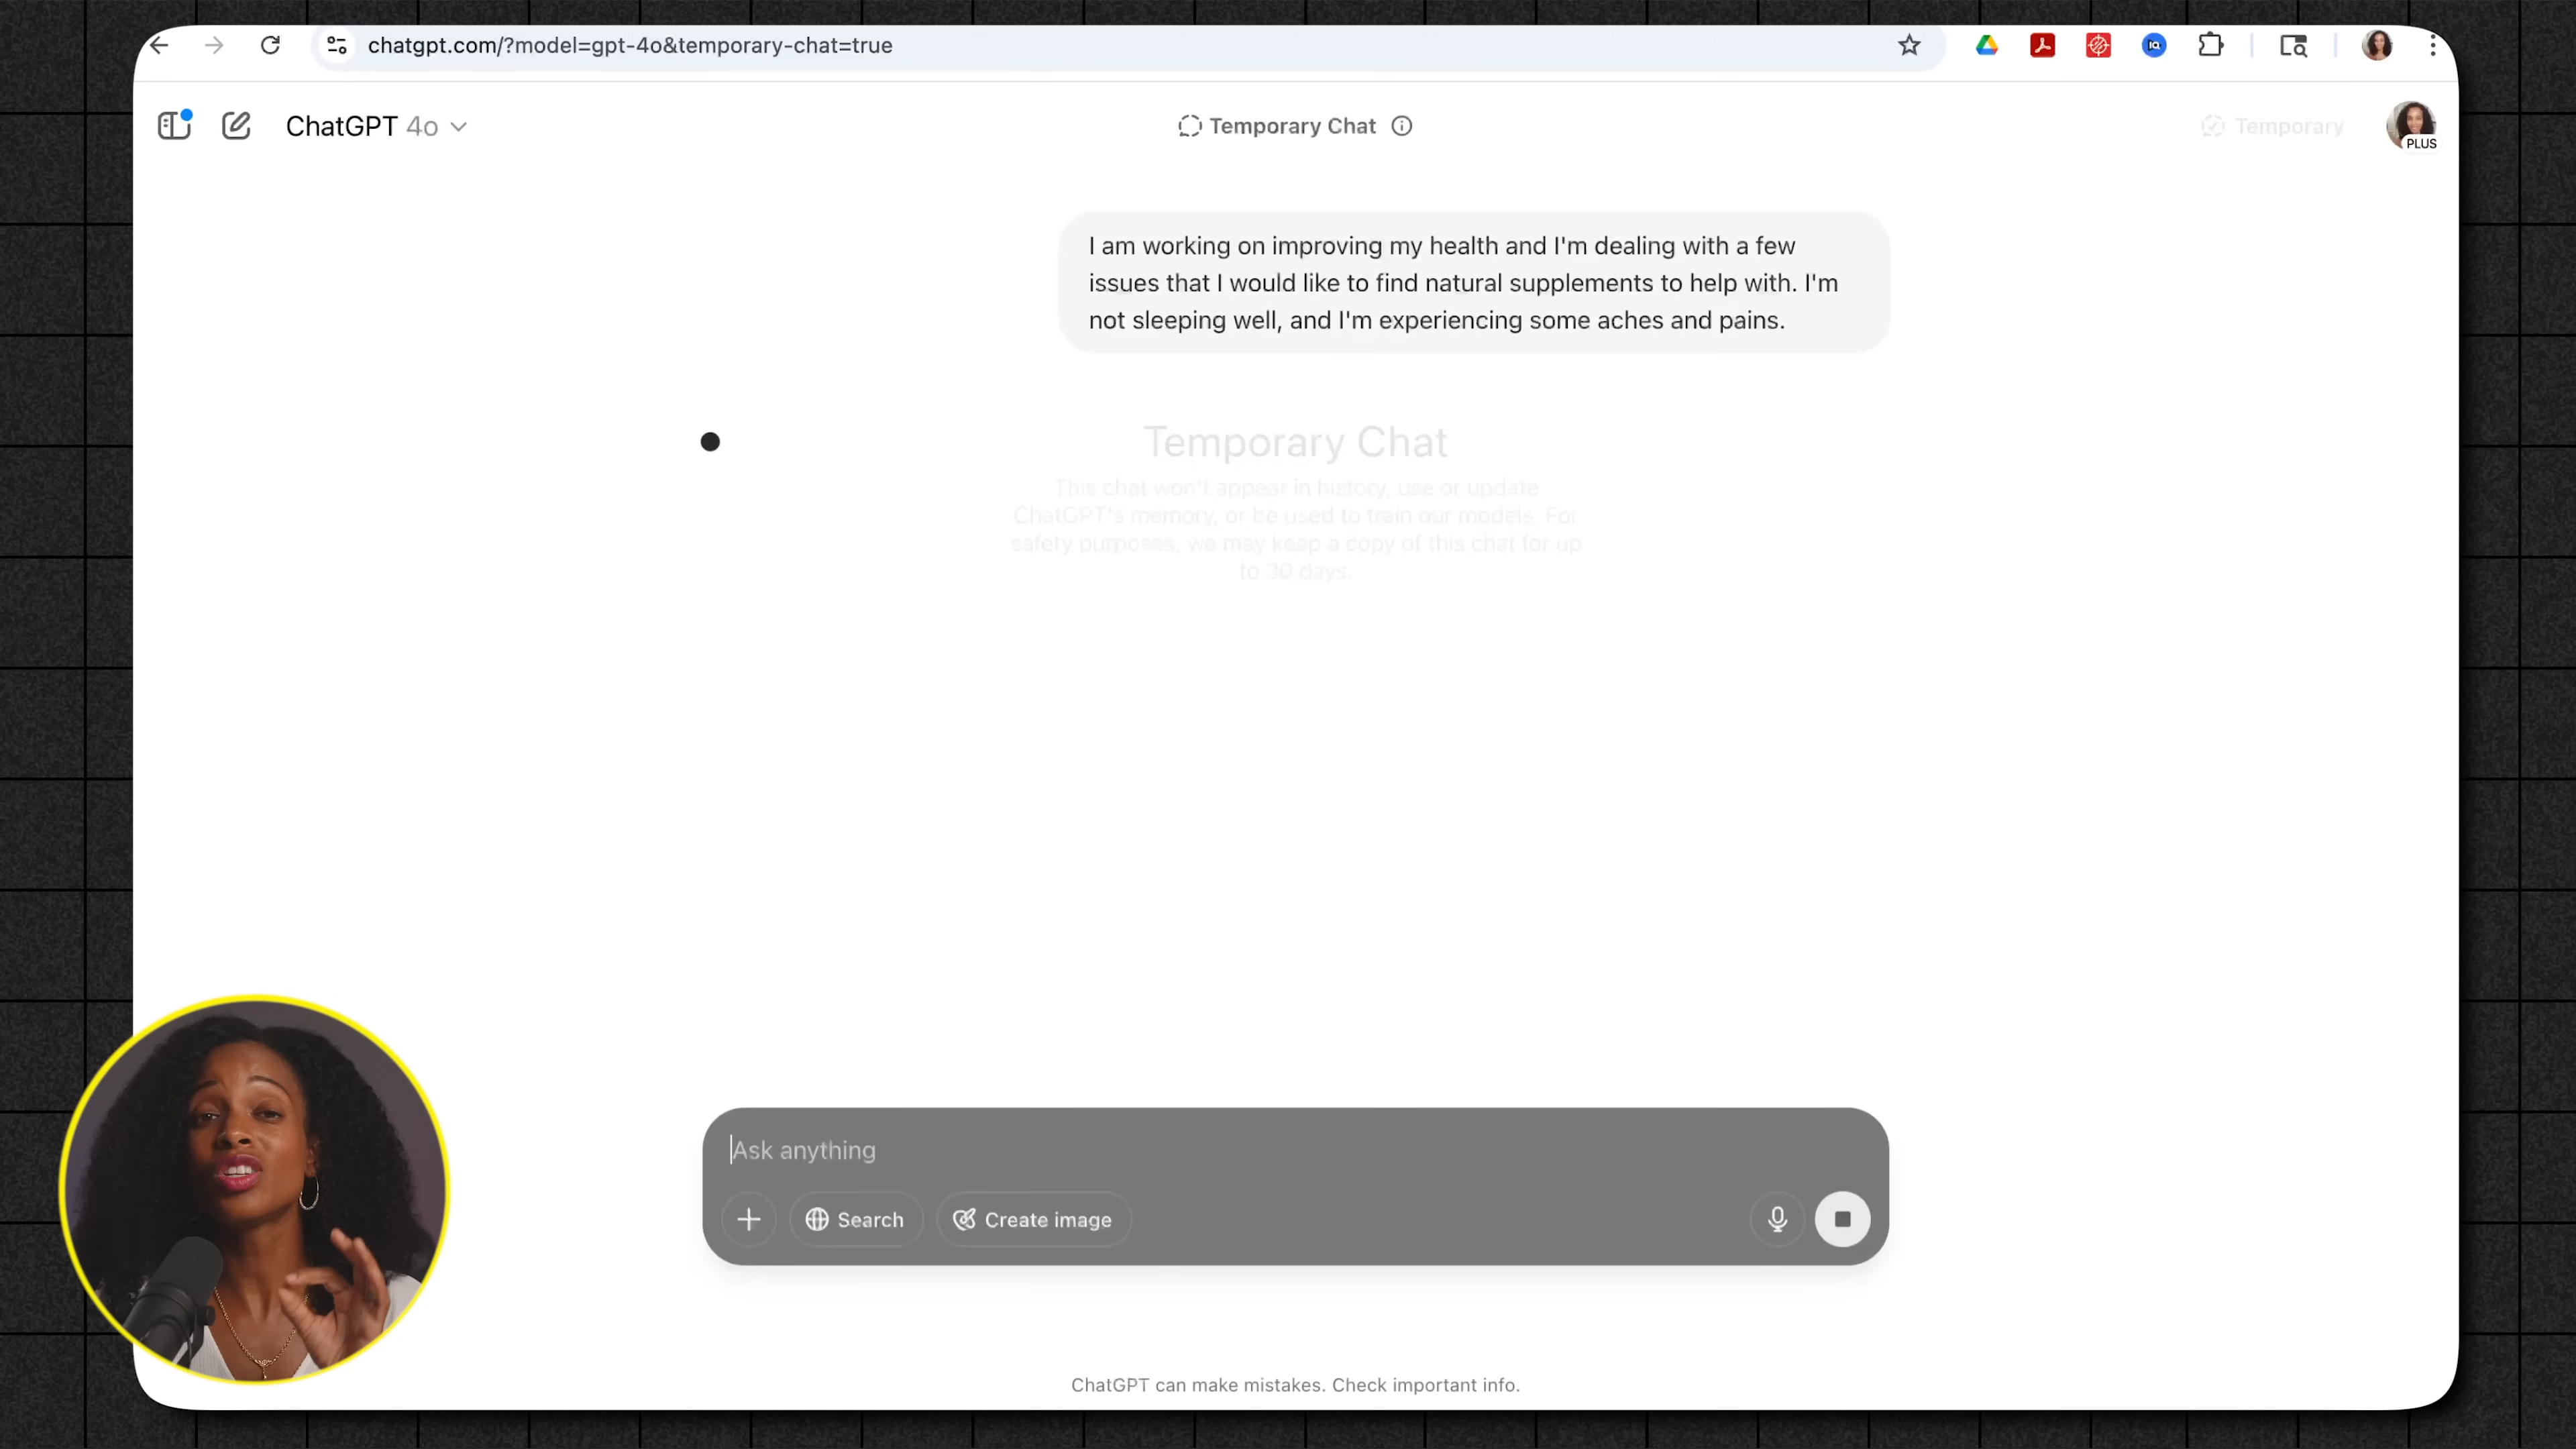 chatgpt.com/?model=gpt-4o&temporary-chat=true
IQ
ChatGPT 4o
Temporary Chat
Temporary
PLUS
I am working on improving my health and I'm dealing with a few
issues that I would like to find natural supplements to help with. I'm
not sleeping well, and I'm experiencing some aches and pains.
Temporary Chat
This chat won't appear in history, use or update
ChatGPT's memory, or be used to train our models. For
safety purposes, we may keep a copy of this chat for up
to 30 days.
Ask anything
Search
Create image
ChatGPT can make mistakes. Check important info.